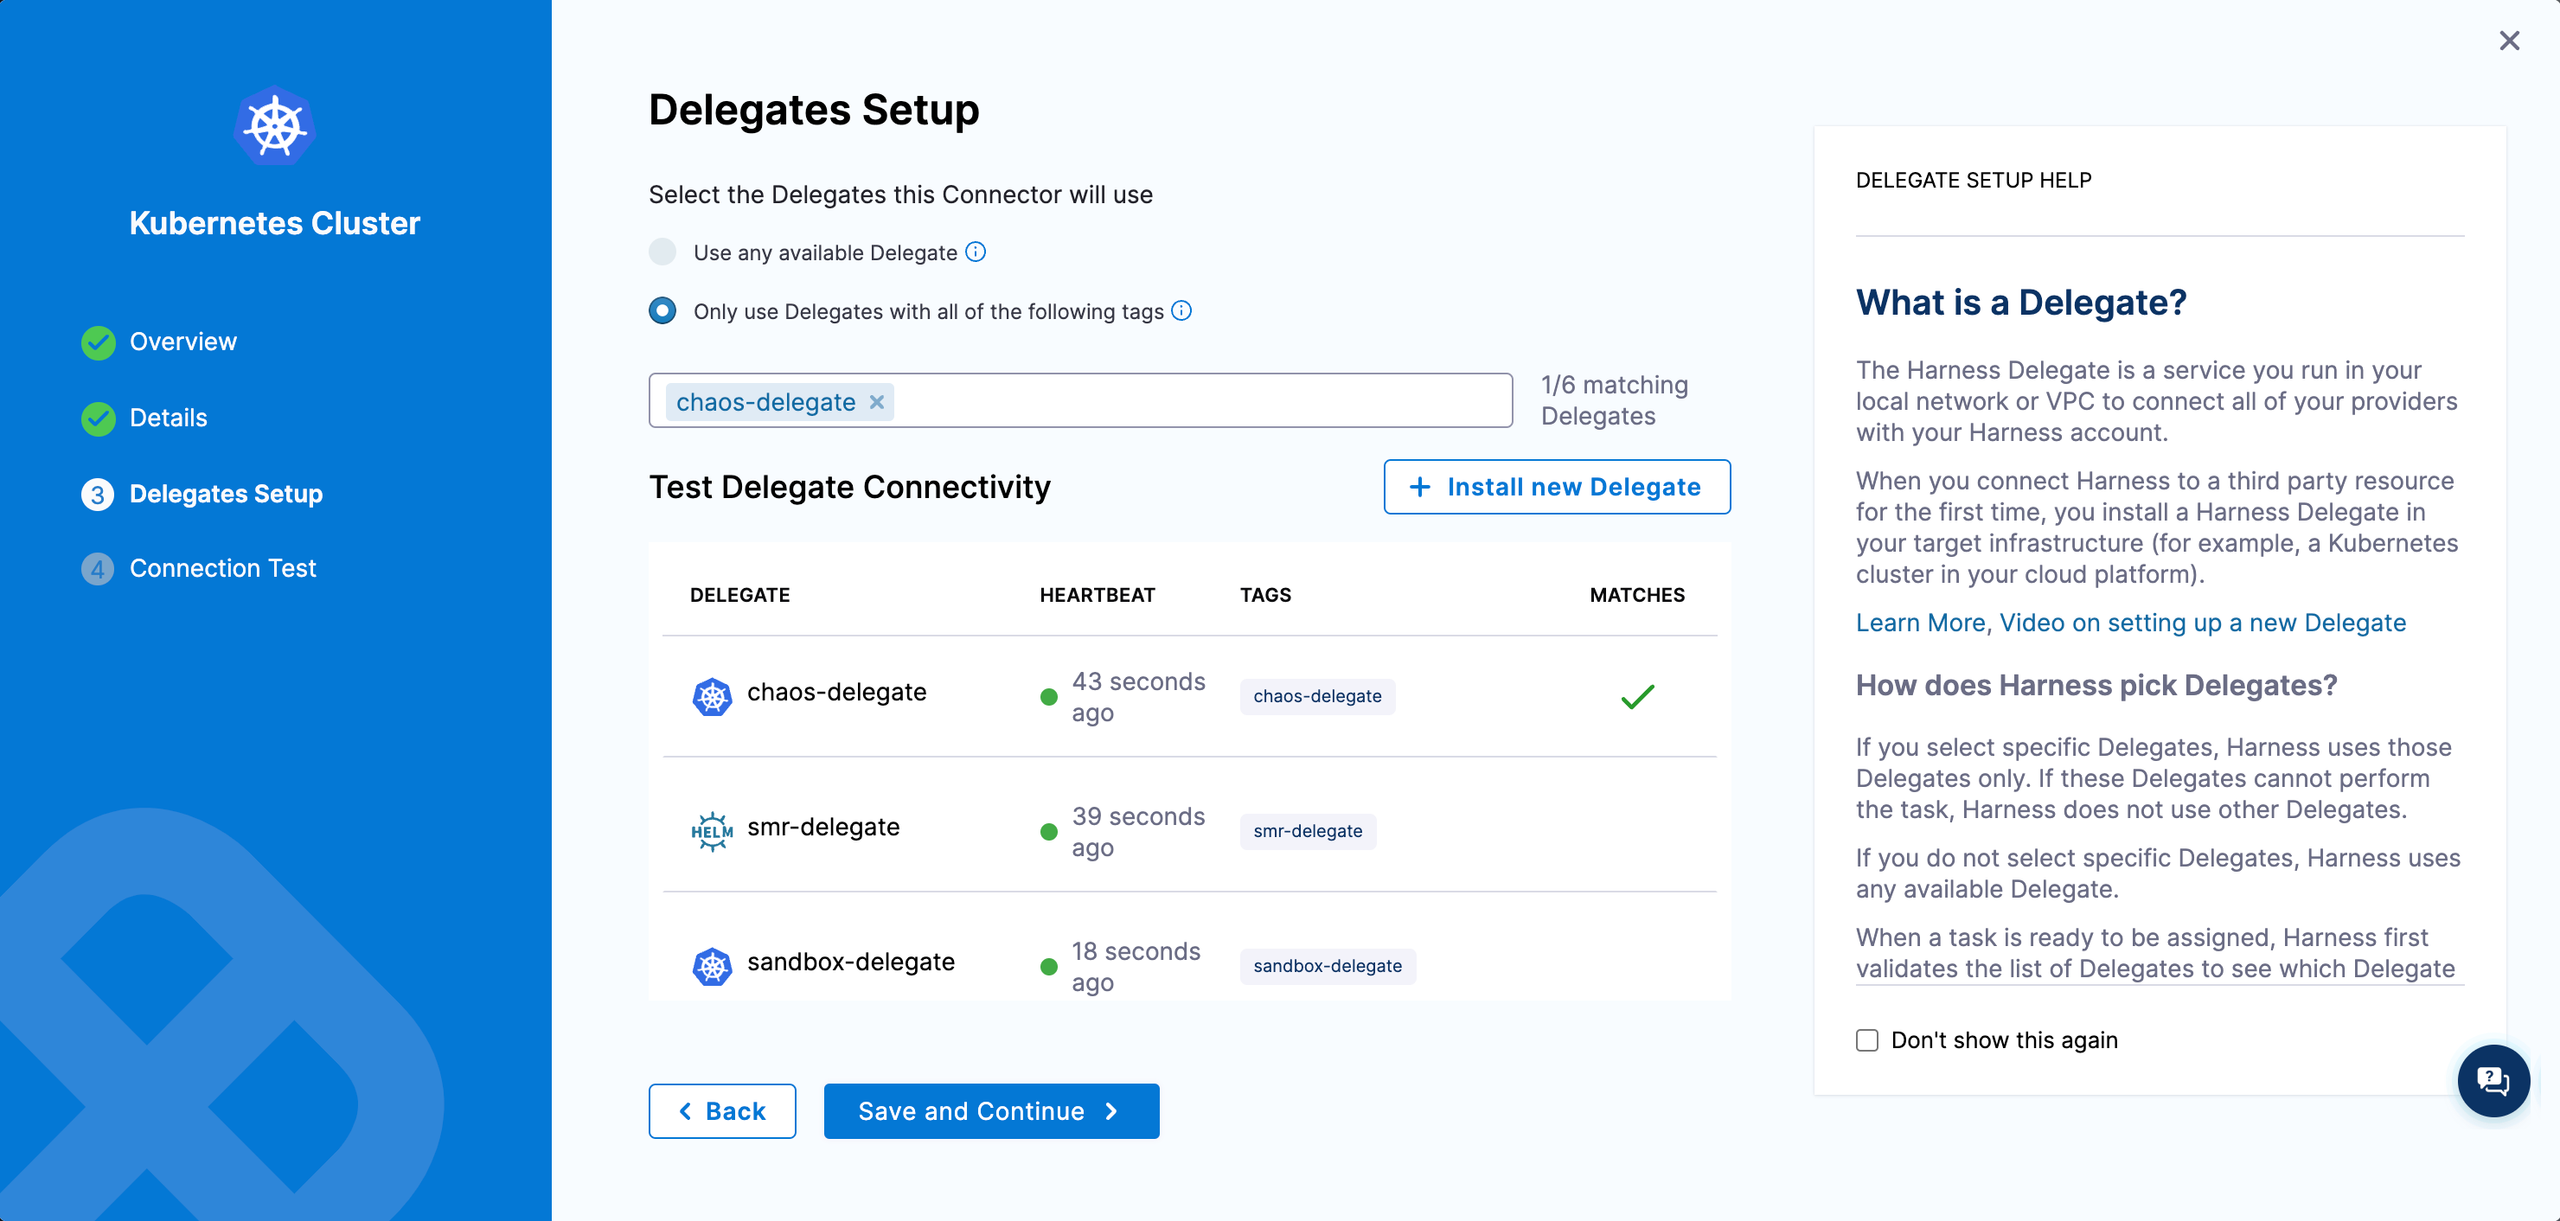 Kubernetes Cluster
Overview
Details
3 Delegates Setup
4 Connection Test
Delegates Setup
Select the Delegates this Connector will use
Use any available Delegate
Only use Delegates with all of the following tags
chaos-delegate
1/6 matching
Delegates
Test Delegate Connectivity
+ Install new Delegate
DELEGATE HEARTBEAT TAGS MATCHES
chaos-delegate 43 seconds ago chaos-delegate
HELM smr-delegate 39 seconds ago smr-delegate
sandbox-delegate 18 seconds ago sandbox-delegate
Back
Save and Continue
DELEGATE SETUP HELP
What is a Delegate?
The Harness Delegate is a service you run in your
local network or VPC to connect all of your providers
with your Harness account.
When you connect Harness to a third party resource
for the first time, you install a Harness Delegate in
your target infrastructure (for example, a Kubernetes
cluster in your cloud platform).
Learn More, Video on setting up a new Delegate
How does Harness pick Delegates?
If you select specific Delegates, Harness uses those
Delegates only. If these Delegates cannot perform
the task, Harness does not use other Delegates.
If you do not select specific Delegates, Harness uses
any available Delegate.
When a task is ready to be assigned, Harness first
validates the list of Delegates to see which Delegate
Don't show this again